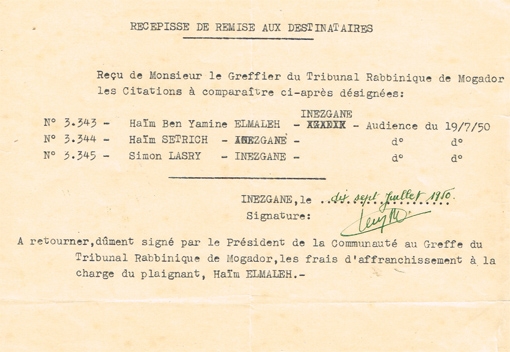 RECEPISSE DE REMISE AUX DESTINATAIRES
Reçu de Monsieur le Greffier du Tribunal Rabbinique de Mogador
les Citations à comparaître ci-après désignées:
INEZGANE
N° 3.343 - Haïm Ben Yamine ELMALEH - AGADIR - Audience du 19/7/50
N° 3.344 - Haïm SETRICH - INEZGANE - d° d°
N° 3.345 - Simon LASRY - INEZGANE - d° d°
INEZGANE, le dix sept Juillet 1950
Signature:
A retourner, dûment signé par le Président de la Communauté au Greffe du
Tribunal Rabbinique de Mogador, les frais d'affranchissement à la
charge du plaignant, Haïm ELMALEH.-